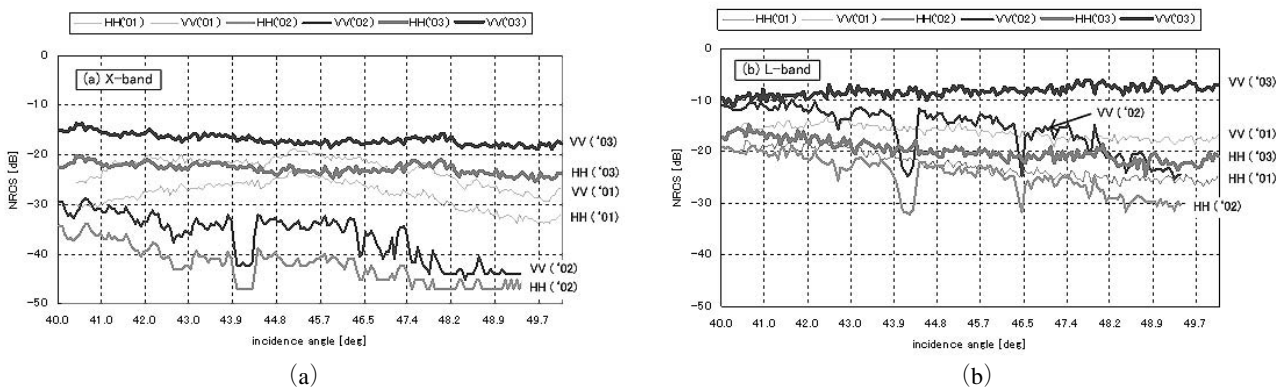 HH('01) VV('01) HH('02) VV('02) HH('03) VV('03)
0
-10
-20
-30
-40
-50
NRCS [dB]
(a) X-band
VV('03)
HH('03)
VV('01)
HH('01)
VV('02)
HH('02)
40.0 41.0 42.0 43.0 43.9 44.8 45.7 46.5 47.4 48.2 48.9 49.7
incidence angle [deg]
(a)
HH('01) VV('01) HH('02) VV('02) HH('03) VV('03)
0
-10
-20
-30
-40
-50
NRCS [dB]
(b) L-band
VV('03)
VV('02)
VV('01)
HH('03)
HH('01)
HH('02)
40.0 41.0 42.0 43.0 43.9 44.8 45.7 46.5 47.4 48.2 48.9 49.7
incidence angle [deg]
(b)